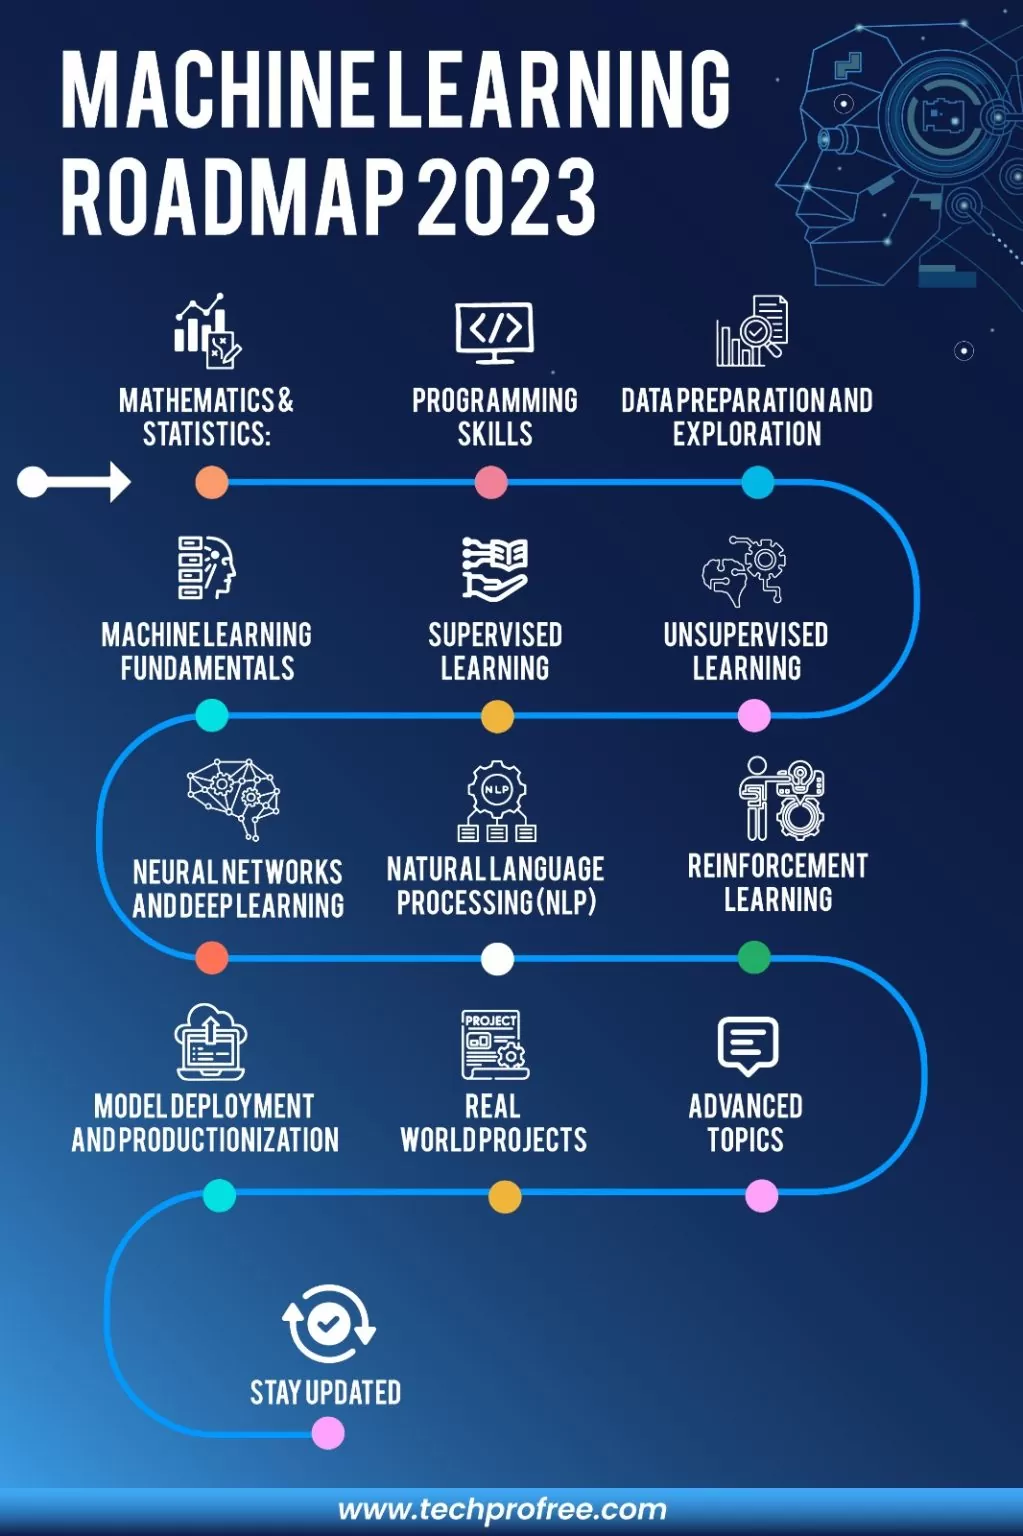 MACHINE LEARNING
ROADMAP 2023
MATHEMATICS &
STATISTICS:
PROGRAMMING
SKILLS
DATA PREPARATION AND
EXPLORATION
MACHINE LEARNING
FUNDAMENTALS
SUPERVISED
LEARNING
UNSUPERVISED
LEARNING
NLP
NEURAL NETWORKS
AND DEEP LEARNING
NATURAL LANGUAGE
PROCESSING (NLP)
REINFORCEMENT
LEARNING
PROJECT
MODEL DEPLOYMENT
AND PRODUCTIONIZATION
REAL
WORLD PROJECTS
ADVANCED
TOPICS
STAY UPDATED
www.techprofree.com